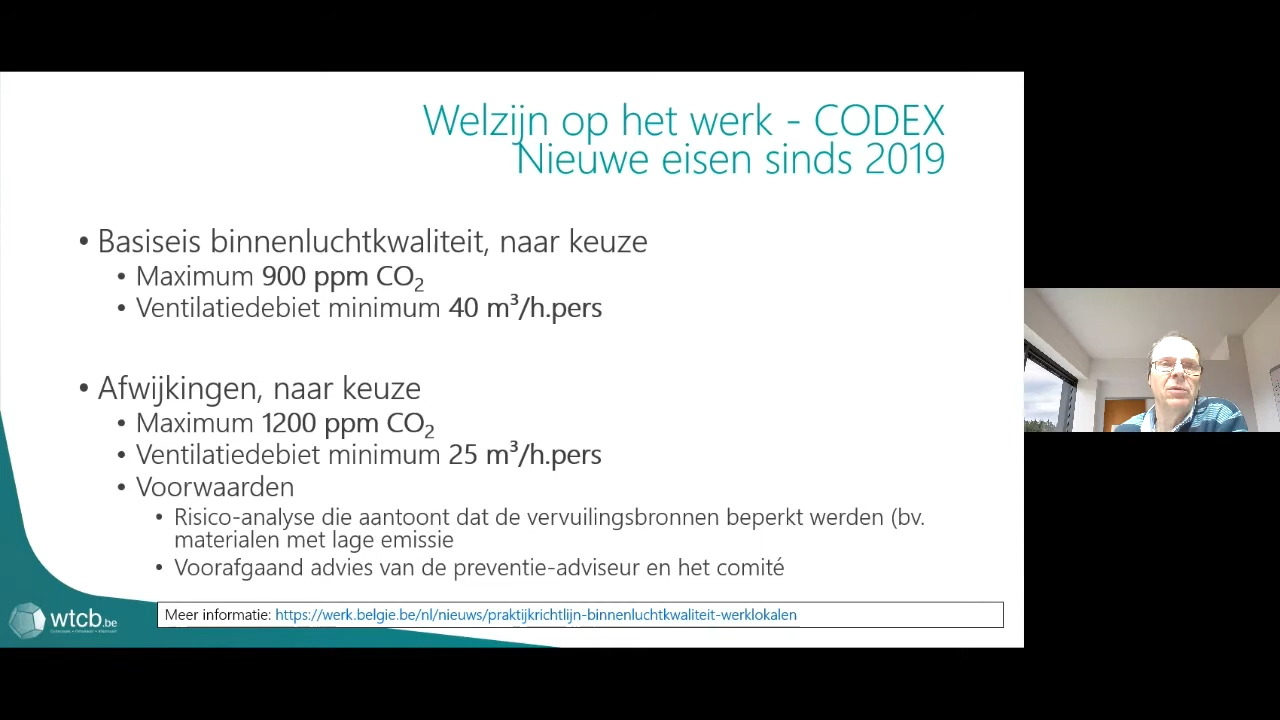 Welzijn op het werk - CODEX
Nieuwe eisen sinds 2019
• Basiseis binnenluchtkwaliteit, naar keuze
• Maximum 900 ppm CO₂
• Ventilatiedebiet minimum 40 m³/h.pers
• Afwijkingen, naar keuze
• Maximum 1200 ppm CO₂
• Ventilatiedebiet minimum 25 m³/h.pers
• Voorwaarden
• Risico-analyse die aantoont dat de vervuilingsbronnen beperkt werden (bv.
materialen met lage emissie
• Voorafgaand advies van de preventie-adviseur en het comité
Meer informatie: https://werk.belgie.be/nl/nieuws/praktijkrichtlijn-binnenluchtkwaliteit-werklokalen
wtcb.be